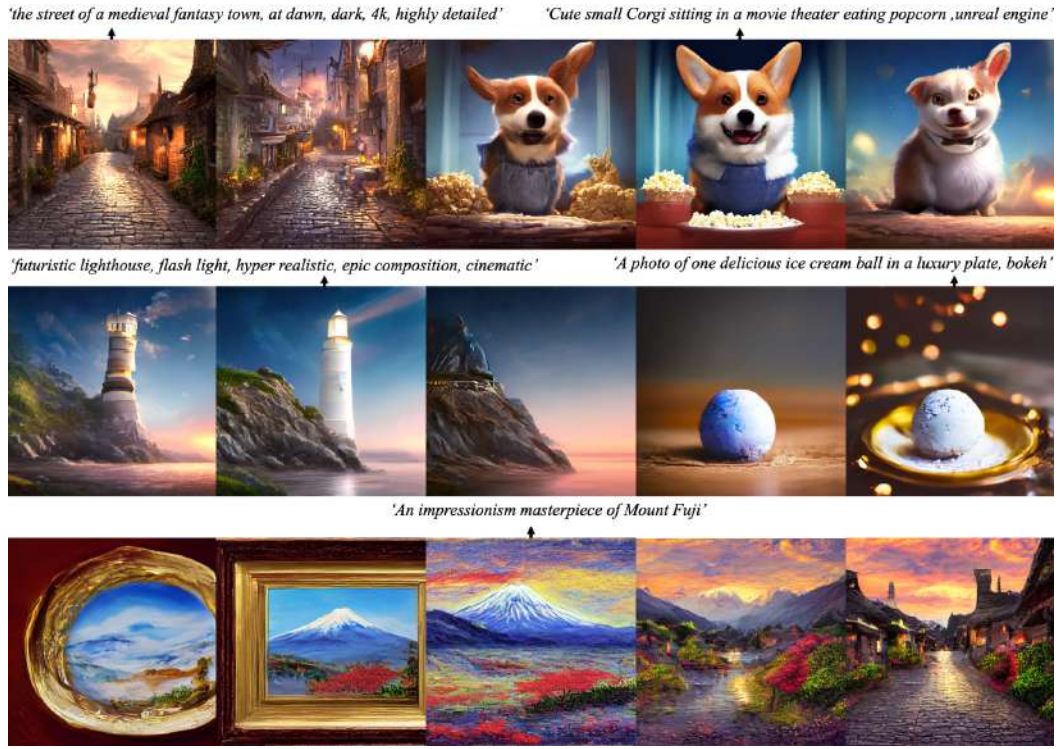 ‘the street of a medieval fantasy town, at dawn, dark, 4k, highly detailed’
‘Cute small Corgi sitting in a movie theater eating popcorn ,unreal engine’
‘futuristic lighthouse, flash light, hyper realistic, epic composition, cinematic’
‘A photo of one delicious ice cream ball in a luxury plate, bokeh’
‘An impressionism masterpiece of Mount Fuji’